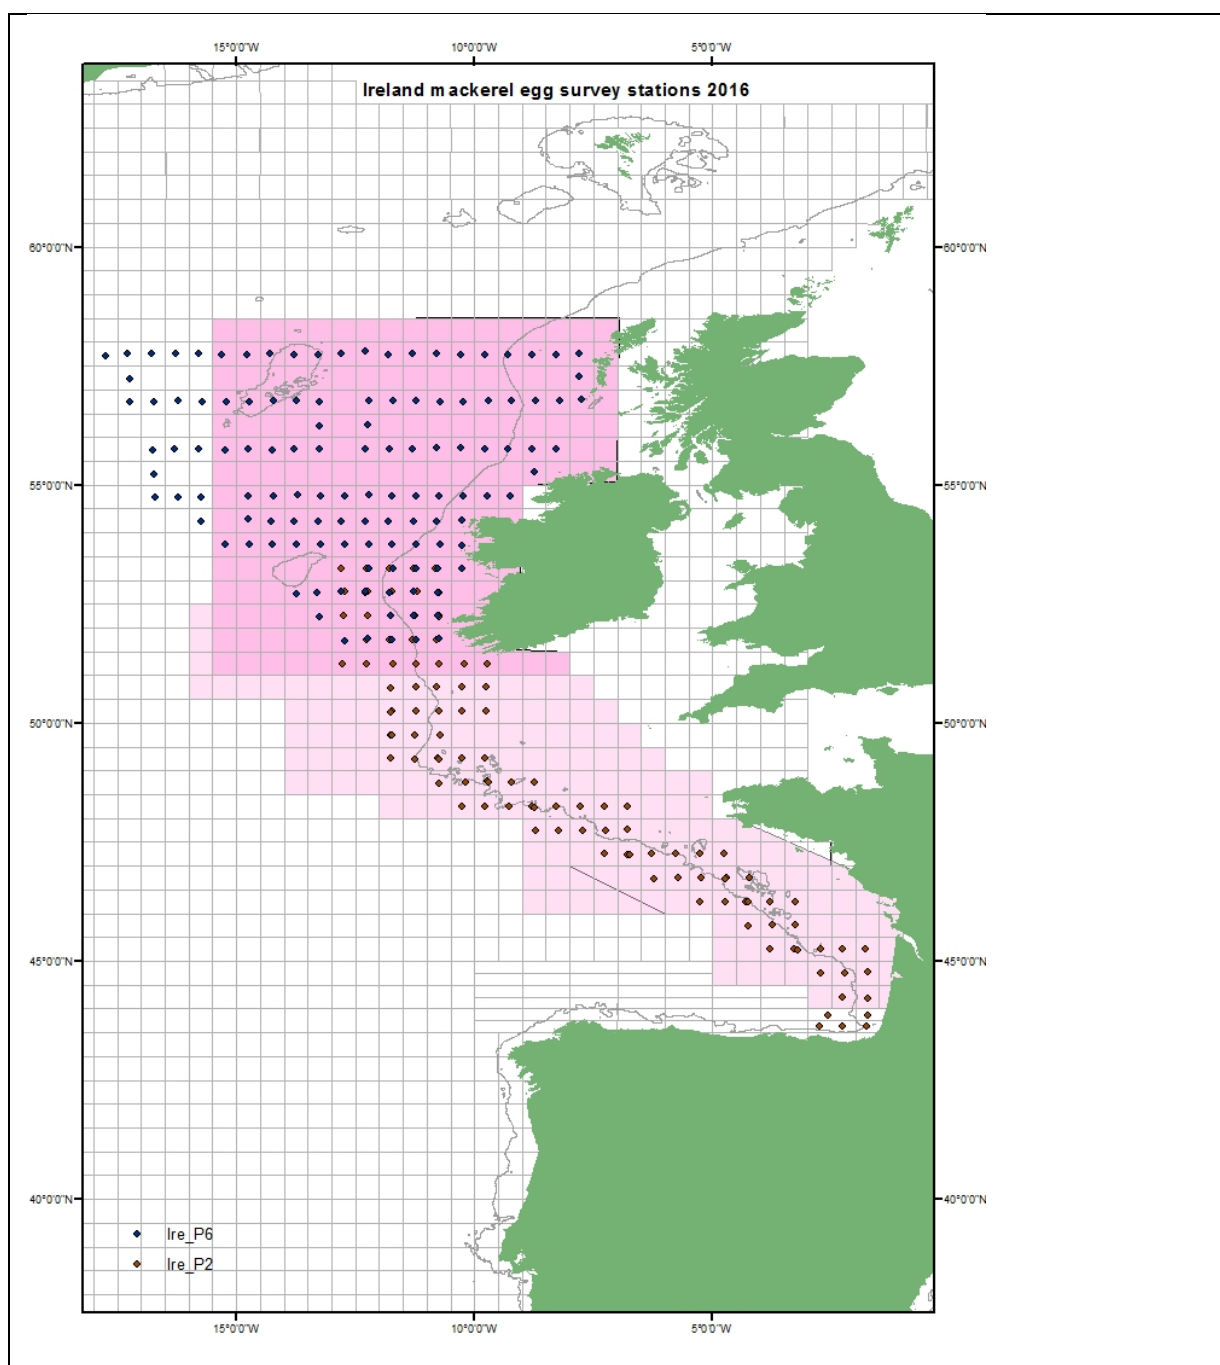 15°0'0"W 10°0'0"W 5°0'0"W
Ireland mackerel egg survey stations 2016
60°0'0"N 60°0'0"N
55°0'0"N 55°0'0"N
50°0'0"N 50°0'0"N
45°0'0"N 45°0'0"N
40°0'0"N 40°0'0"N
Ire_P6
Ire_P2
15°0'0"W 10°0'0"W 5°0'0"W